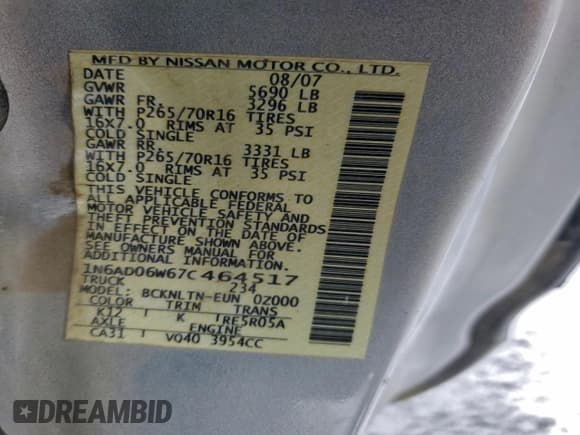 MFD BY NISSAN MOTOR CO., LTD.
DATE 08/07
GVWR 5690 LB
GAWR FR. 3296 LB
WITH P265/70R16 TIRES
16X7.0 RIMS AT 35 PSI
COLD SINGLE
GAWR RR. 3331 LB
WITH P265/70R16 TIRES
16X7.0 RIMS AT 35 PSI
COLD SINGLE
THIS VEHICLE CONFORMS TO
ALL APPLICABLE FEDERAL
MOTOR VEHICLE SAFETY AND
THEFT PREVENTION STANDARDS
IN EFFECT ON THE DATE OF
MANUFACTURE SHOWN ABOVE.
SEE OWNERS MANUAL FOR
ADDITIONAL INFORMATION
1N6AD06W67C464517
TRUCK 234
MODEL: BCKNLTN-EUN 0Z000
COLOR TRIM TRANS
K12 K RE5R05A
AXLE ENGINE
CA31 VQ40 3954CC
DREAMBID